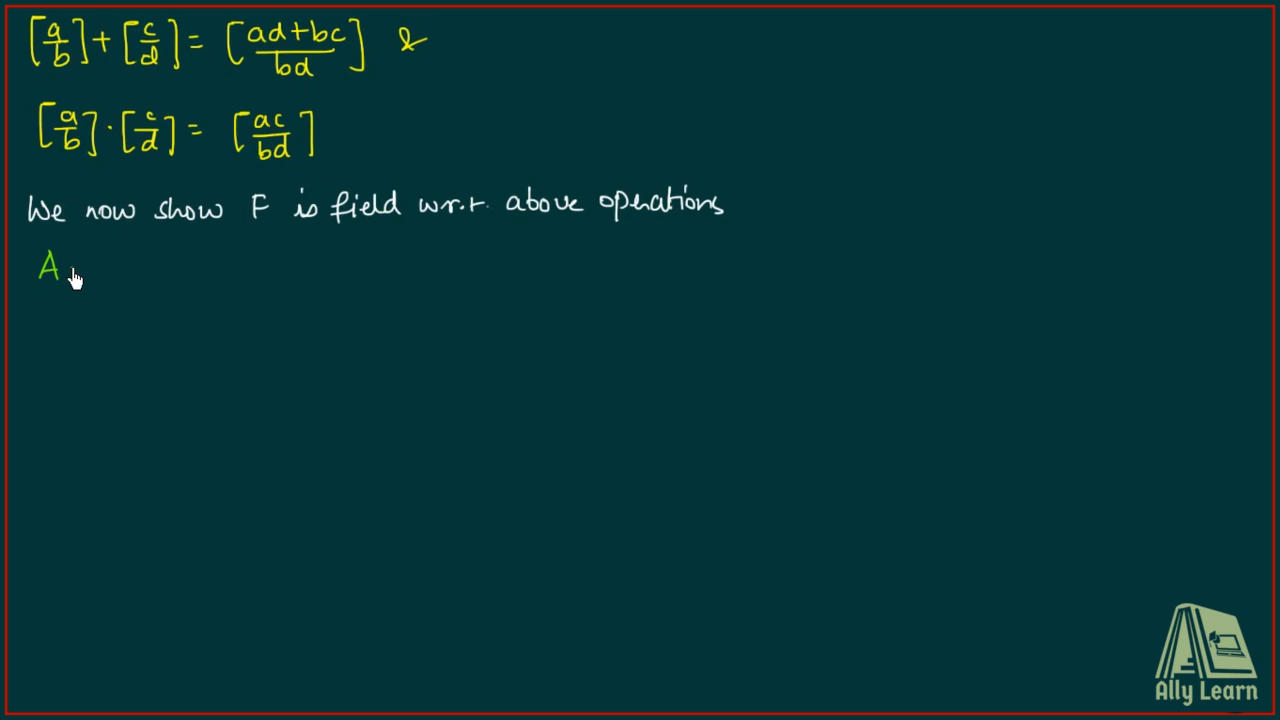 [a/b] + [c/d] = [ad+bc/bd] &
[a/b] · [c/d] = [ac/bd]
We now show F is field w.r.t. above operations
A
Ally Learn